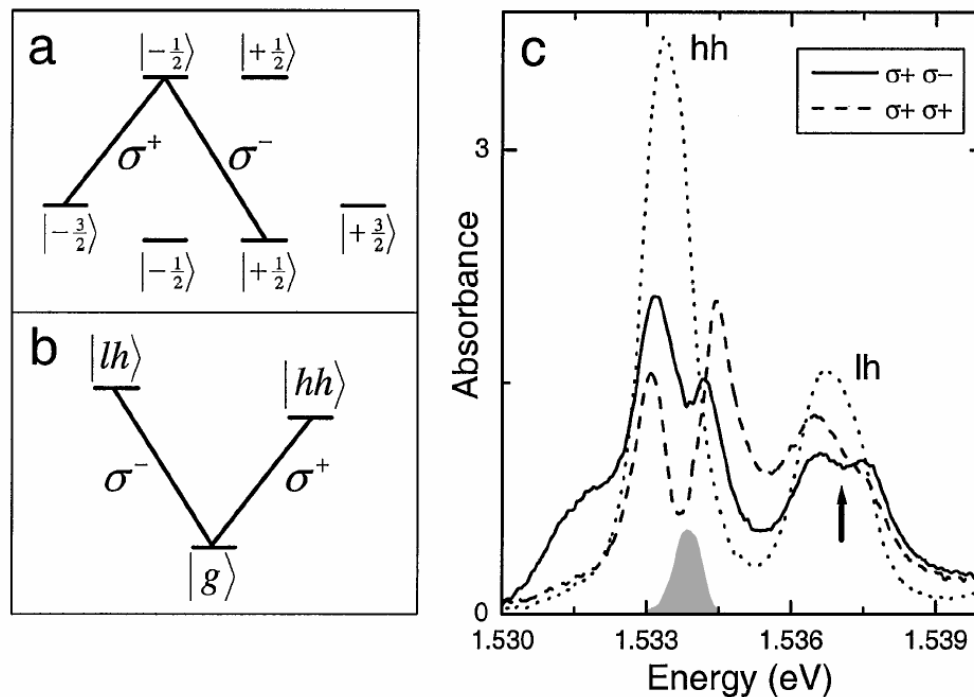 a
|−1/2⟩ |+1/2⟩
σ⁺ σ⁻
|−3/2⟩ |+3/2⟩
|−1/2⟩ |+1/2⟩
b
|lh⟩ |hh⟩
σ⁻ σ⁺
|g⟩
c
hh
σ+ σ−
σ+ σ+
lh
Absorbance
3
0
1.530 1.533 1.536 1.539
Energy (eV)